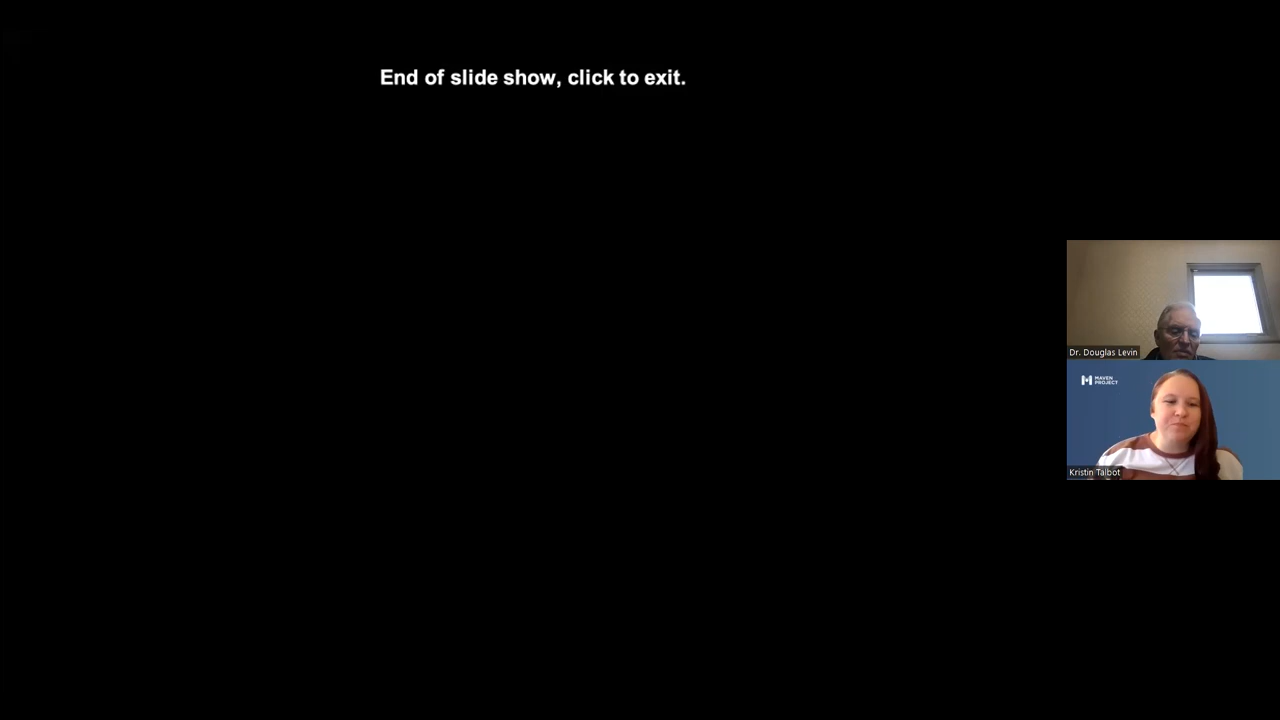 End of slide show, click to exit.
Dr. Douglas Levin
MAVEN
PROJECT
Kristin Talbot